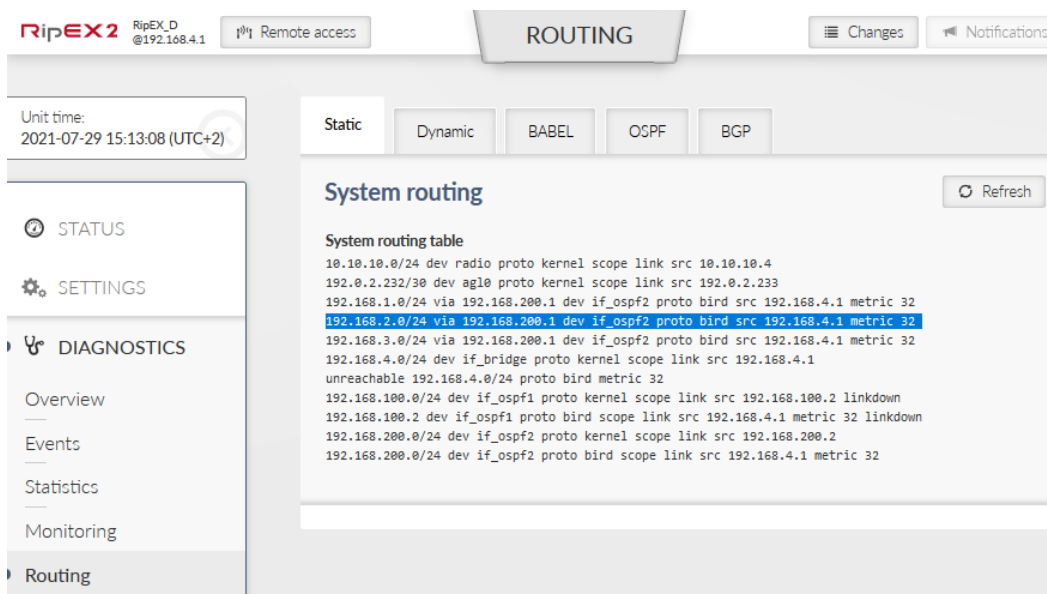 RipEX2
RipEX_D
@192.168.4.1
Remote access
ROUTING
Changes
Notifications
Unit time:
2021-07-29 15:13:08 (UTC+2)
Static
Dynamic
BABEL
OSPF
BGP
System routing
Refresh
STATUS
SETTINGS
DIAGNOSTICS
Overview
Events
Statistics
Monitoring
Routing
System routing table
10.10.10.0/24 dev radio proto kernel scope link src 10.10.10.4
192.0.2.232/30 dev agl0 proto kernel scope link src 192.0.2.233
192.168.1.0/24 via 192.168.200.1 dev if_ospf2 proto bird src 192.168.4.1 metric 32
192.168.2.0/24 via 192.168.200.1 dev if_ospf2 proto bird src 192.168.4.1 metric 32
192.168.3.0/24 via 192.168.200.1 dev if_ospf2 proto bird src 192.168.4.1 metric 32
192.168.4.0/24 dev if_bridge proto kernel scope link src 192.168.4.1
unreachable 192.168.4.0/24 proto bird metric 32
192.168.100.0/24 dev if_ospf1 proto kernel scope link src 192.168.100.2 linkdown
192.168.100.2 dev if_ospf1 proto bird scope link src 192.168.4.1 metric 32 linkdown
192.168.200.0/24 dev if_ospf2 proto kernel scope link src 192.168.200.2
192.168.200.0/24 dev if_ospf2 proto bird scope link src 192.168.4.1 metric 32